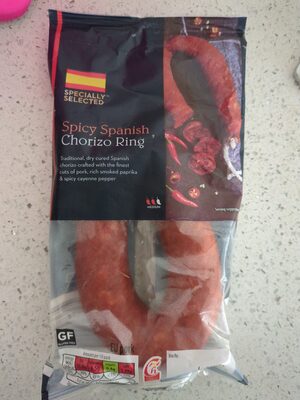 SPECIALLY
SELECTED
Spicy Spanish
Chorizo Ring
Traditional, dry cured Spanish
chorizo crafted with the finest
cuts of pork, rich smoked paprika
& spicy cayenne pepper
MEDIUM
GF